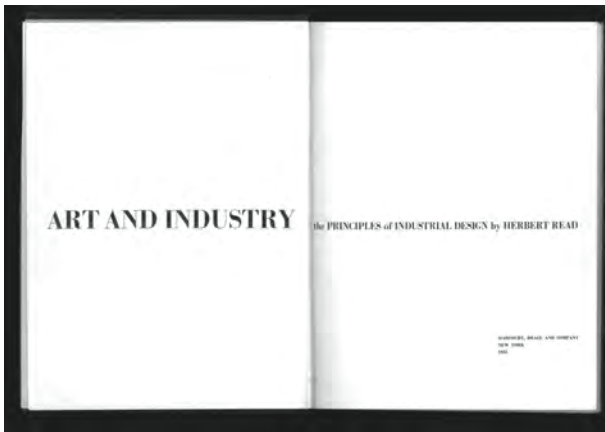 ART AND INDUSTRY the PRINCIPLES of INDUSTRIAL DESIGN by HERBERT READ
HARCOURT, BRACE AND COMPANY
NEW YORK